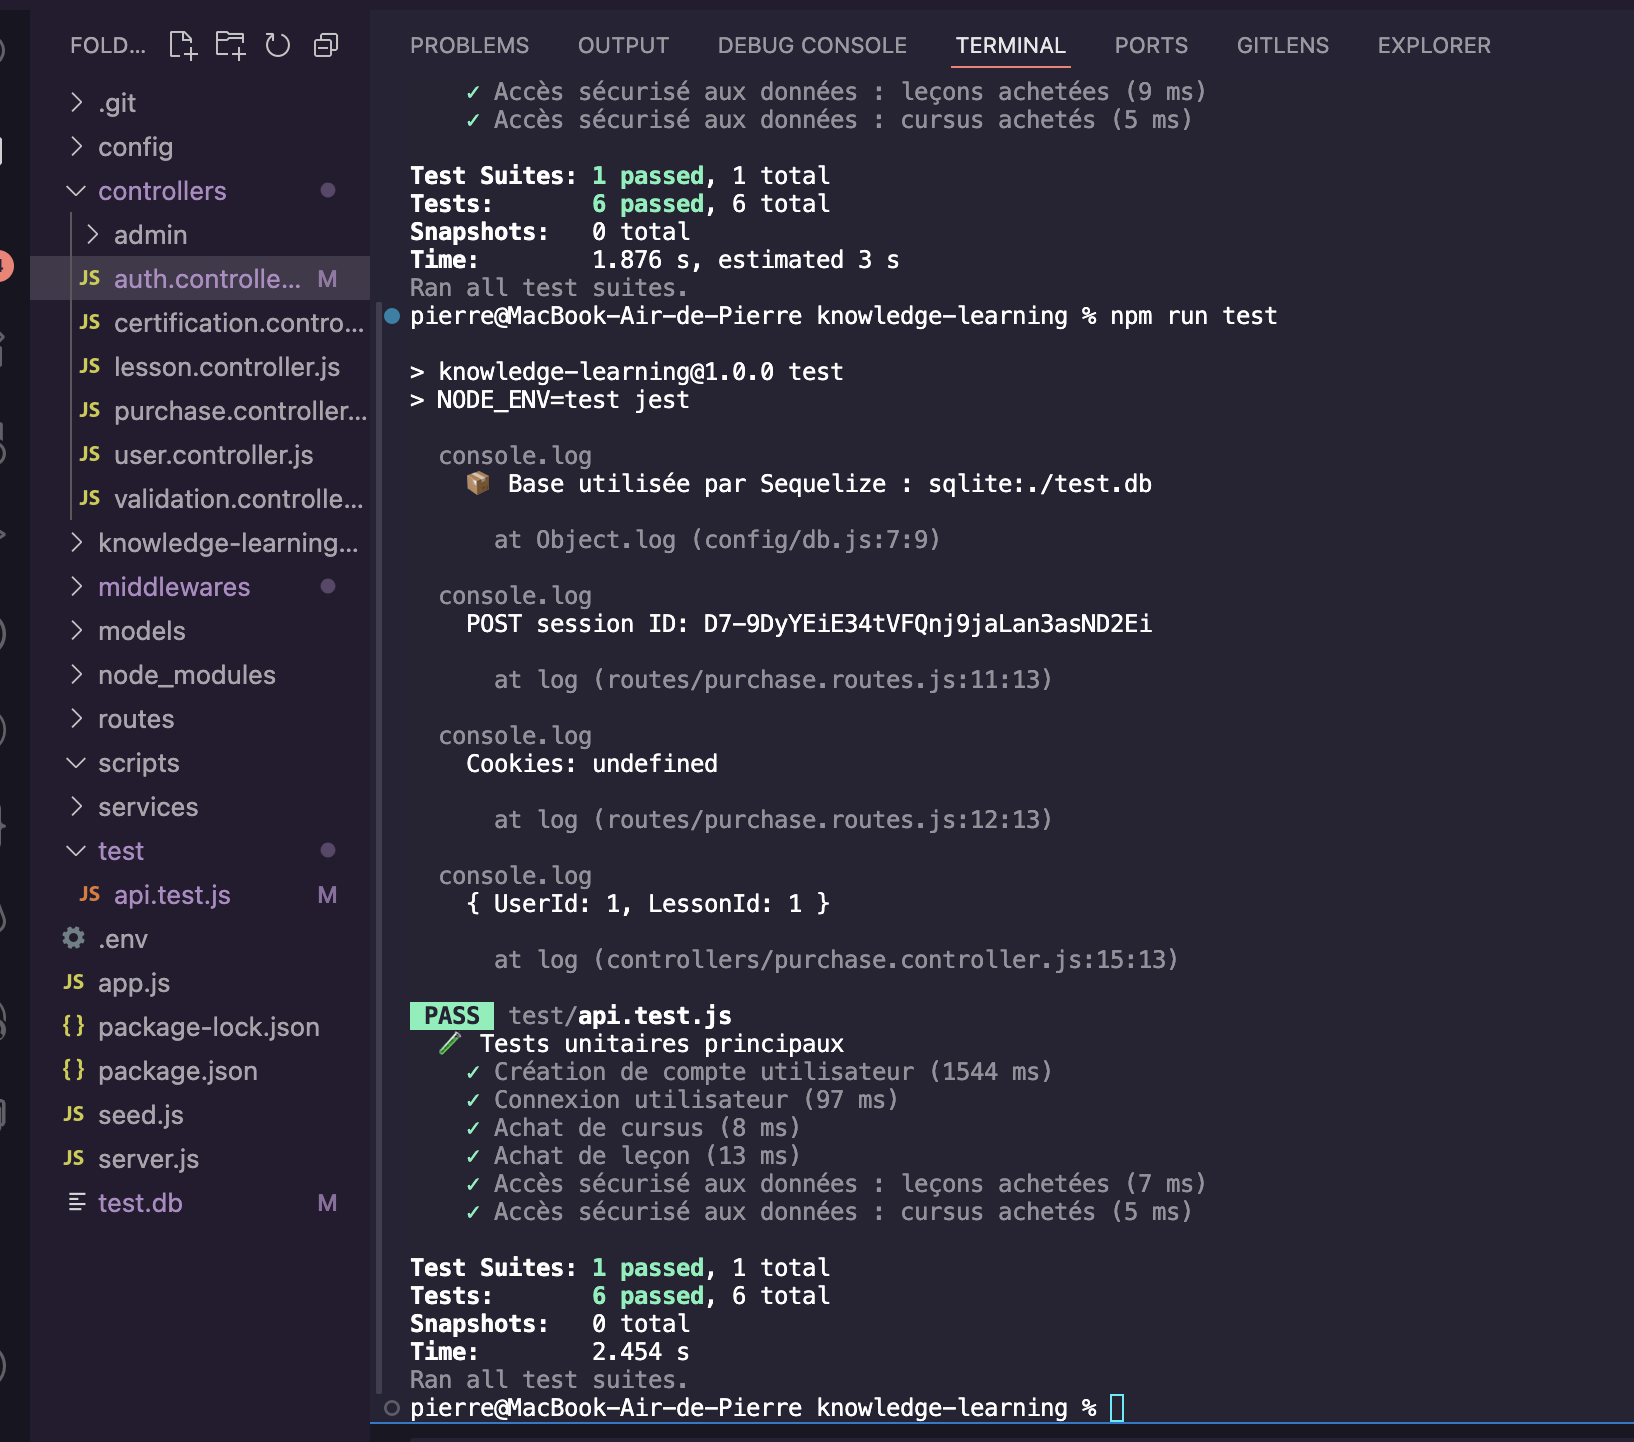 FOLD...
.git
config
controllers
admin
JS auth.controlle... M
JS certification.contro...
JS lesson.controller.js
JS purchase.controller...
JS user.controller.js
JS validation.controlle...
knowledge-learning...
middlewares
models
node_modules
routes
scripts
services
test
JS api.test.js M
.env
JS app.js
{} package-lock.json
{} package.json
JS seed.js
JS server.js
test.db M
PROBLEMS OUTPUT DEBUG CONSOLE TERMINAL PORTS GITLENS EXPLORER
✓ Accès sécurisé aux données : leçons achetées (9 ms)
✓ Accès sécurisé aux données : cursus achetés (5 ms)
Test Suites: 1 passed, 1 total
Tests: 6 passed, 6 total
Snapshots: 0 total
Time: 1.876 s, estimated 3 s
Ran all test suites.
pierre@MacBook-Air-de-Pierre knowledge-learning % npm run test
> knowledge-learning@1.0.0 test
> NODE_ENV=test jest
console.log
📦 Base utilisée par Sequelize : sqlite:./test.db
at Object.log (config/db.js:7:9)
console.log
POST session ID: D7-9DyYEiE34tVFQnj9jaLan3asND2Ei
at log (routes/purchase.routes.js:11:13)
console.log
Cookies: undefined
at log (routes/purchase.routes.js:12:13)
console.log
{ UserId: 1, LessonId: 1 }
at log (controllers/purchase.controller.js:15:13)
PASS test/api.test.js
🧪 Tests unitaires principaux
✓ Création de compte utilisateur (1544 ms)
✓ Connexion utilisateur (97 ms)
✓ Achat de cursus (8 ms)
✓ Achat de leçon (13 ms)
✓ Accès sécurisé aux données : leçons achetées (7 ms)
✓ Accès sécurisé aux données : cursus achetés (5 ms)
Test Suites: 1 passed, 1 total
Tests: 6 passed, 6 total
Snapshots: 0 total
Time: 2.454 s
Ran all test suites.
pierre@MacBook-Air-de-Pierre knowledge-learning %